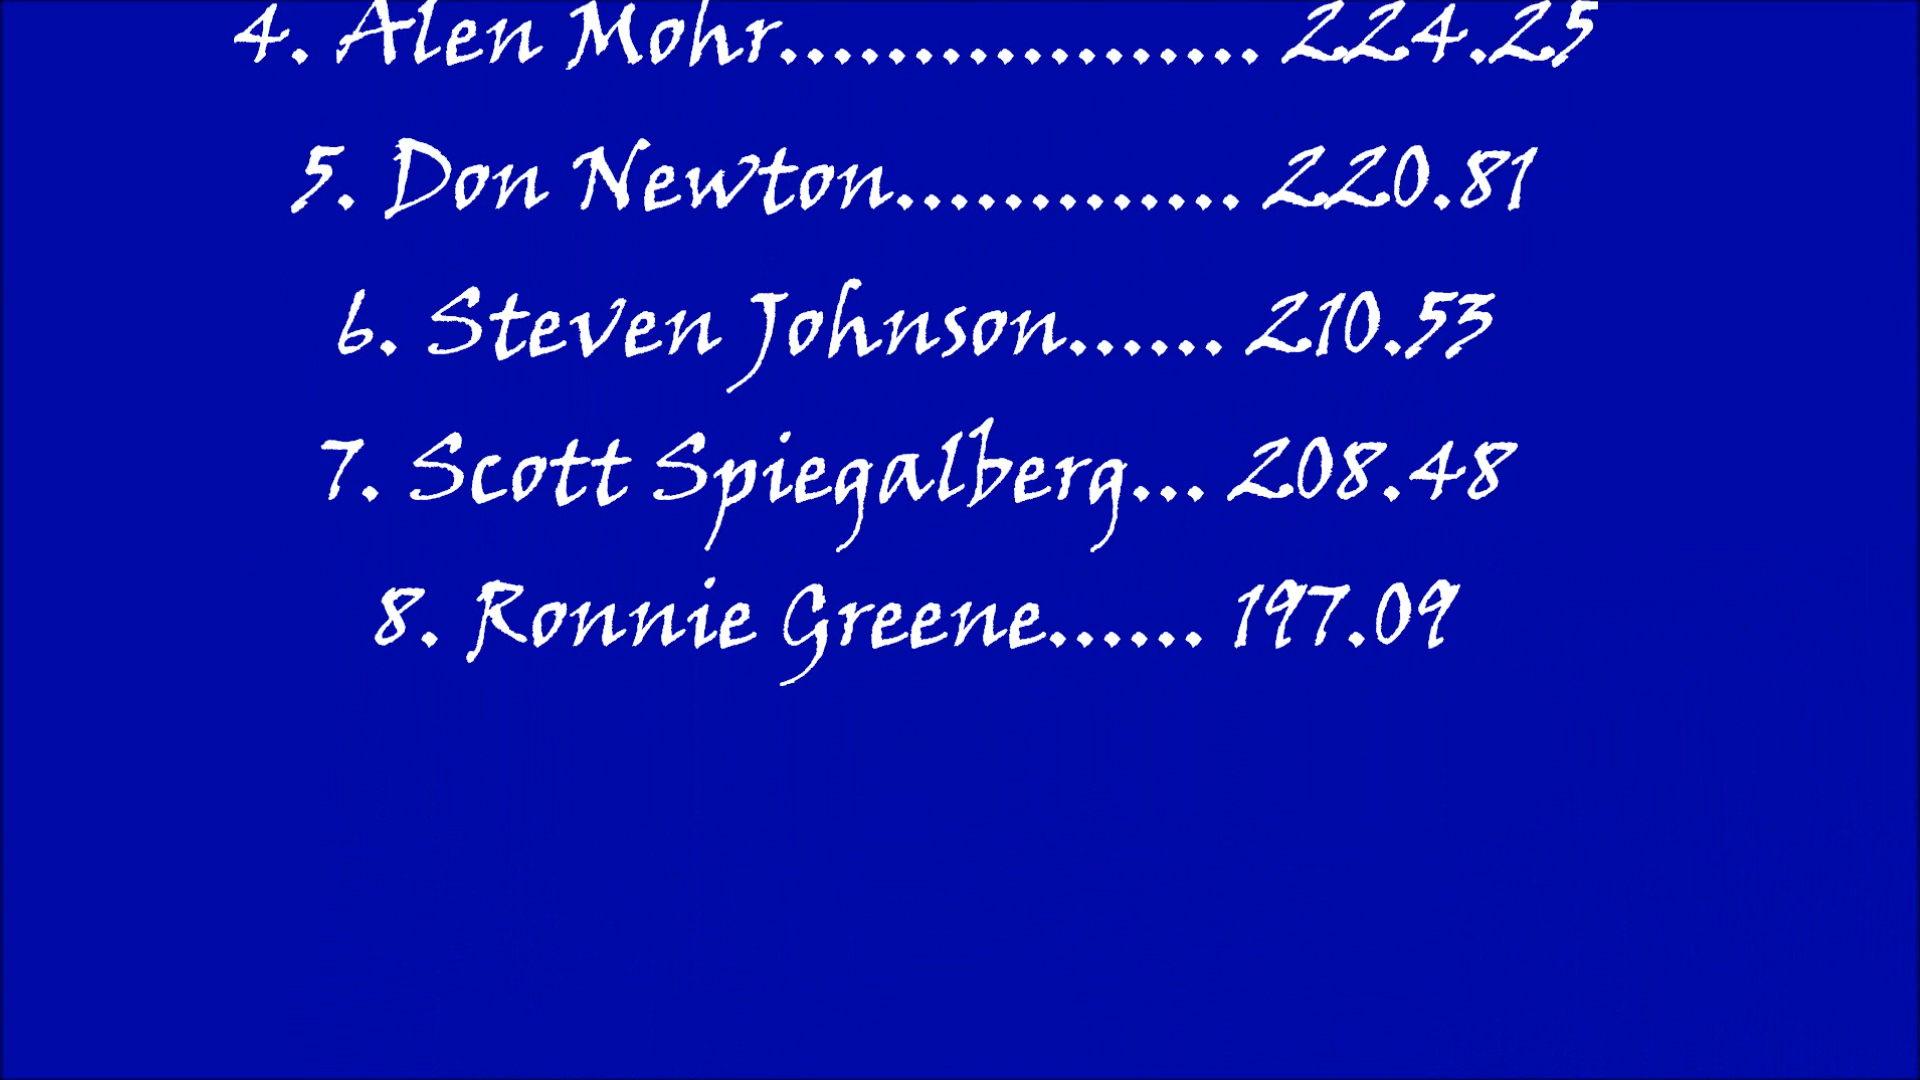 4. Alen Mohr.................. 224.25
5. Don Newton............. 220.81
6. Steven Johnson...... 210.53
7. Scott Spiegalberg... 208.48
8. Ronnie Greene...... 197.09